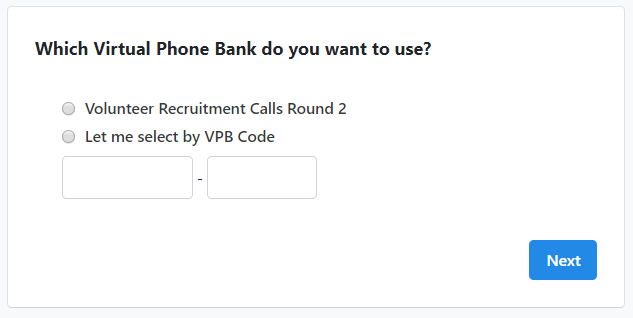 Which Virtual Phone Bank do you want to use?
Volunteer Recruitment Calls Round 2
Let me select by VPB Code
-
Next